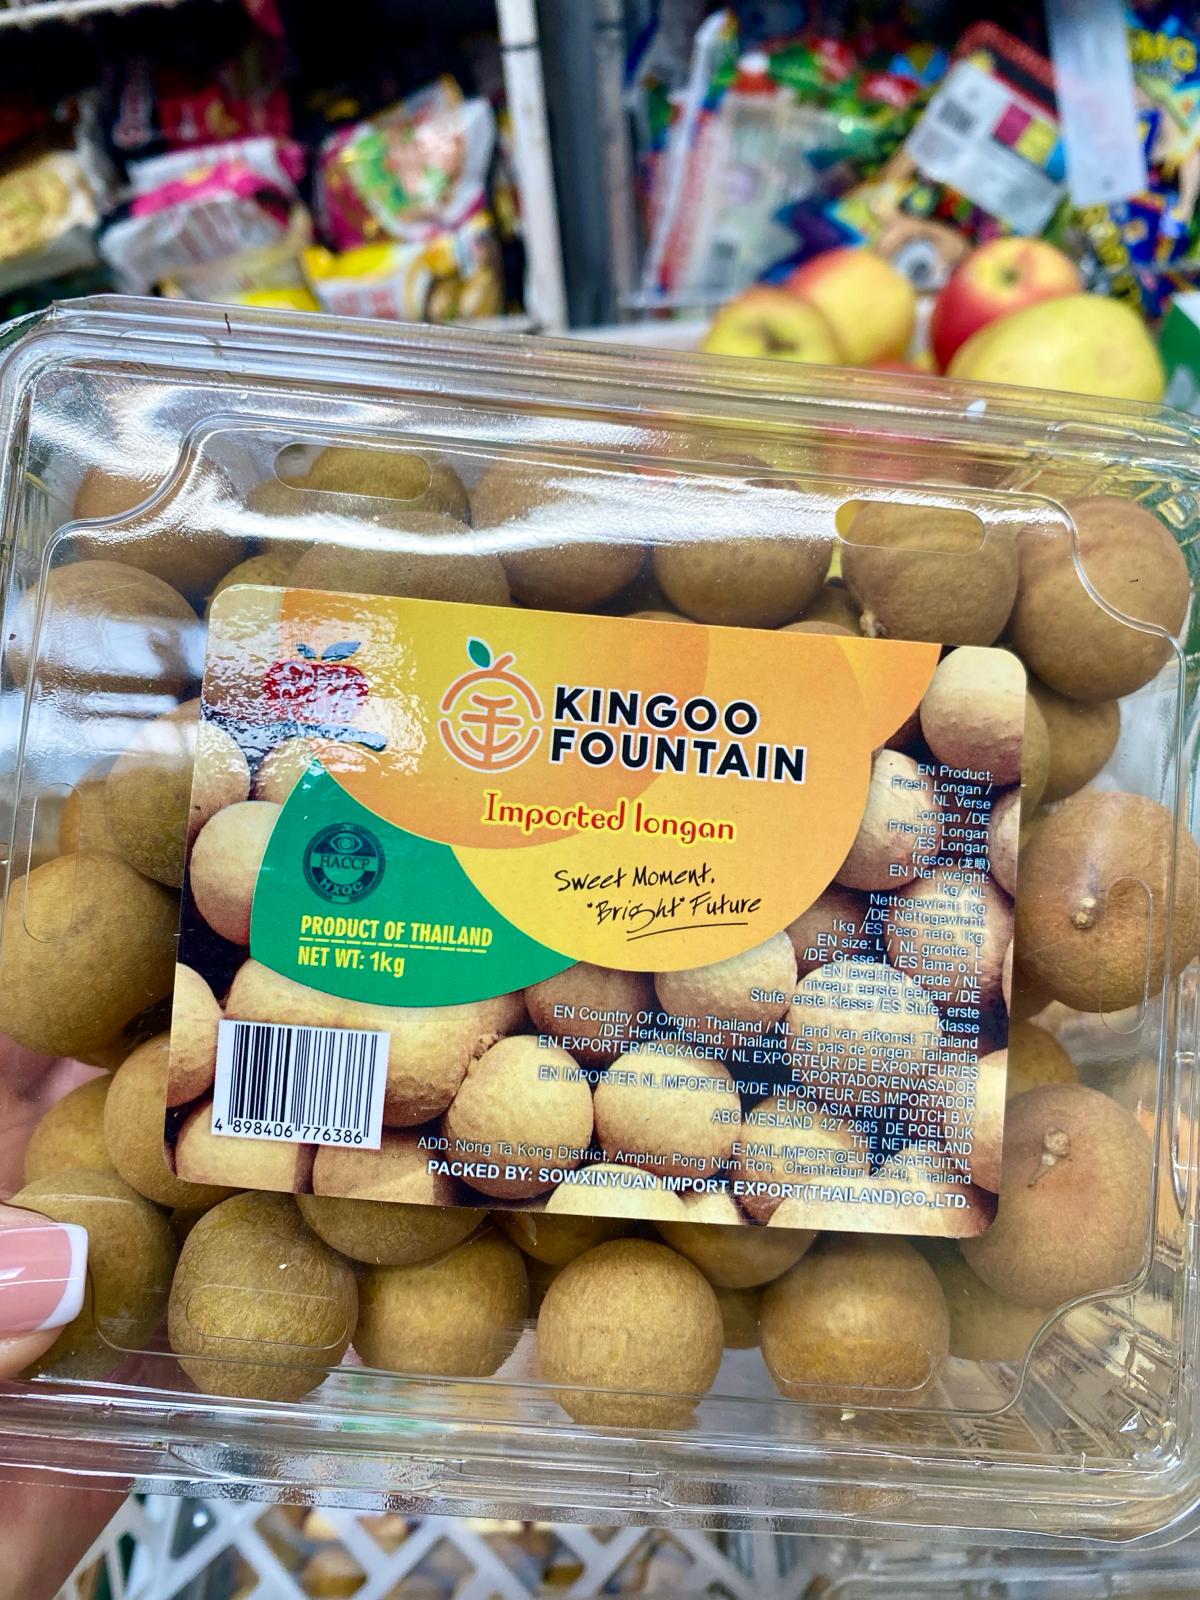 KINGOO
FOUNTAIN
Imported longan
Sweet Moment.
"Bright" Future
HACCP
NXQC
PRODUCT OF THAILAND
NET WT: 1kg
EN Product:
Fresh Longan /
NL Verse
Longan /DE
Frische Longan
/ES Longan
fresco (龙眼)
EN Net weight:
1kg/ NL
Nettogewicht: 1kg
/DE Nettogewicht:
1kg /ES Peso neto: 1kg
EN size: L / NL grootte: L
/DE Gr.sse: L /ES tama o: L
EN level:first grade / NL
niveau: eerste leerjaar /DE
Stufe: erste Klasse /ES Stufe: erste
Klasse
EN Country Of Origin: Thailand / NL land van afkomst: Thailand
/DE Herkunftsland: Thailand /Es pais de origen: Tailandia
EN EXPORTER/ PACKAGER/ NL EXPORTEUR /DE EXPORTEUR/ES
EXPORTADOR/ENVASADOR
EN IMPORTER NL IMPORTEUR/DE INPORTEUR./ES IMPORTADOR
EURO ASIA FRUIT DUTCH B.V.
ABC WESLAND 427 2685 DE POELDIJK
THE NETHERLAND
E-MAIL.IMPORT@EUROASIAFRUIT.NL
ADD: Nong Ta Kong District, Amphur Pong Num Ron, Chanthaburi 22140, Thailand
PACKED BY: SOWXINYUAN IMPORT EXPORT(THAILAND)CO.,LTD.
4 898406 776386